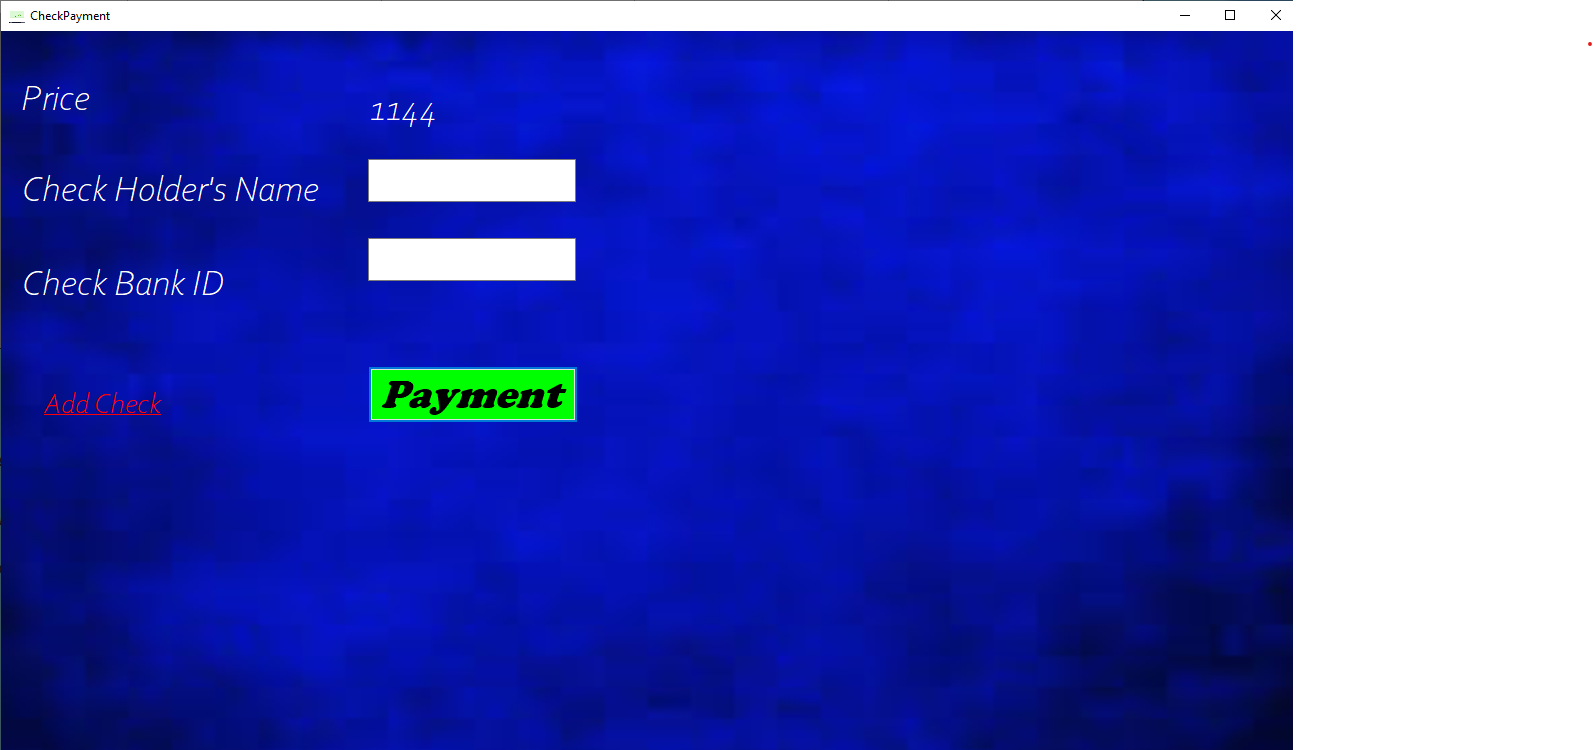 CheckPayment
Price
1144
Check Holder's Name
Check Bank ID
Add Check
Payment